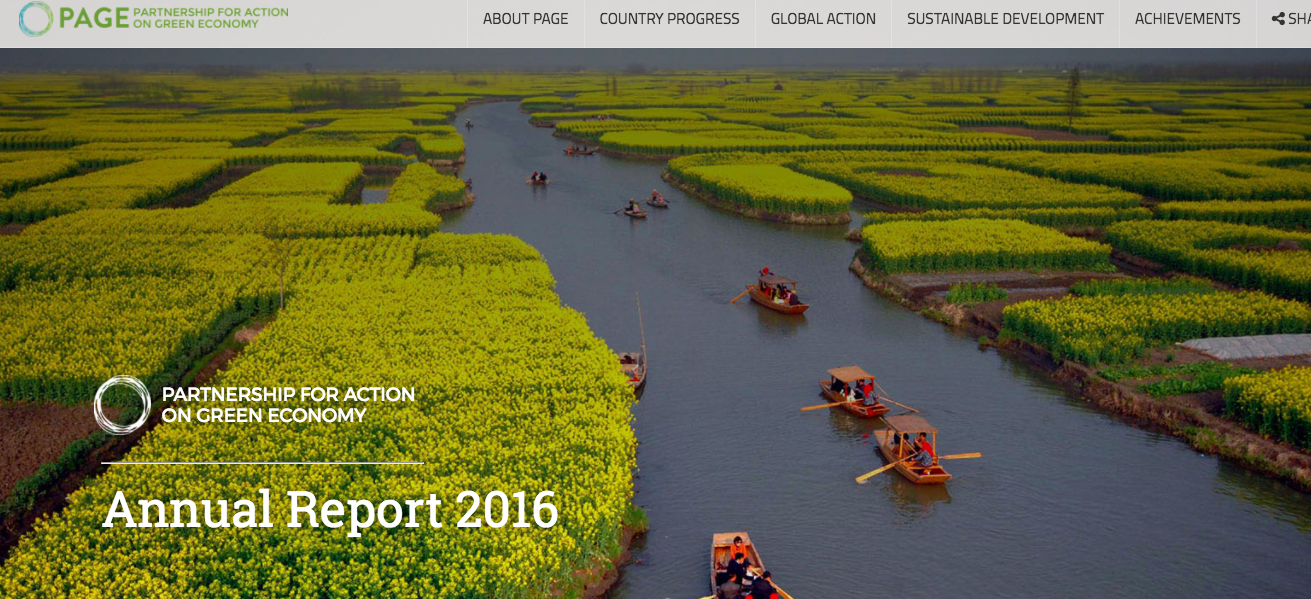 PAGE PARTNERSHIP FOR ACTION
ON GREEN ECONOMY
ABOUT PAGE
COUNTRY PROGRESS
GLOBAL ACTION
SUSTAINABLE DEVELOPMENT
ACHIEVEMENTS
SHA
PARTNERSHIP FOR ACTION
ON GREEN ECONOMY
Annual Report 2016